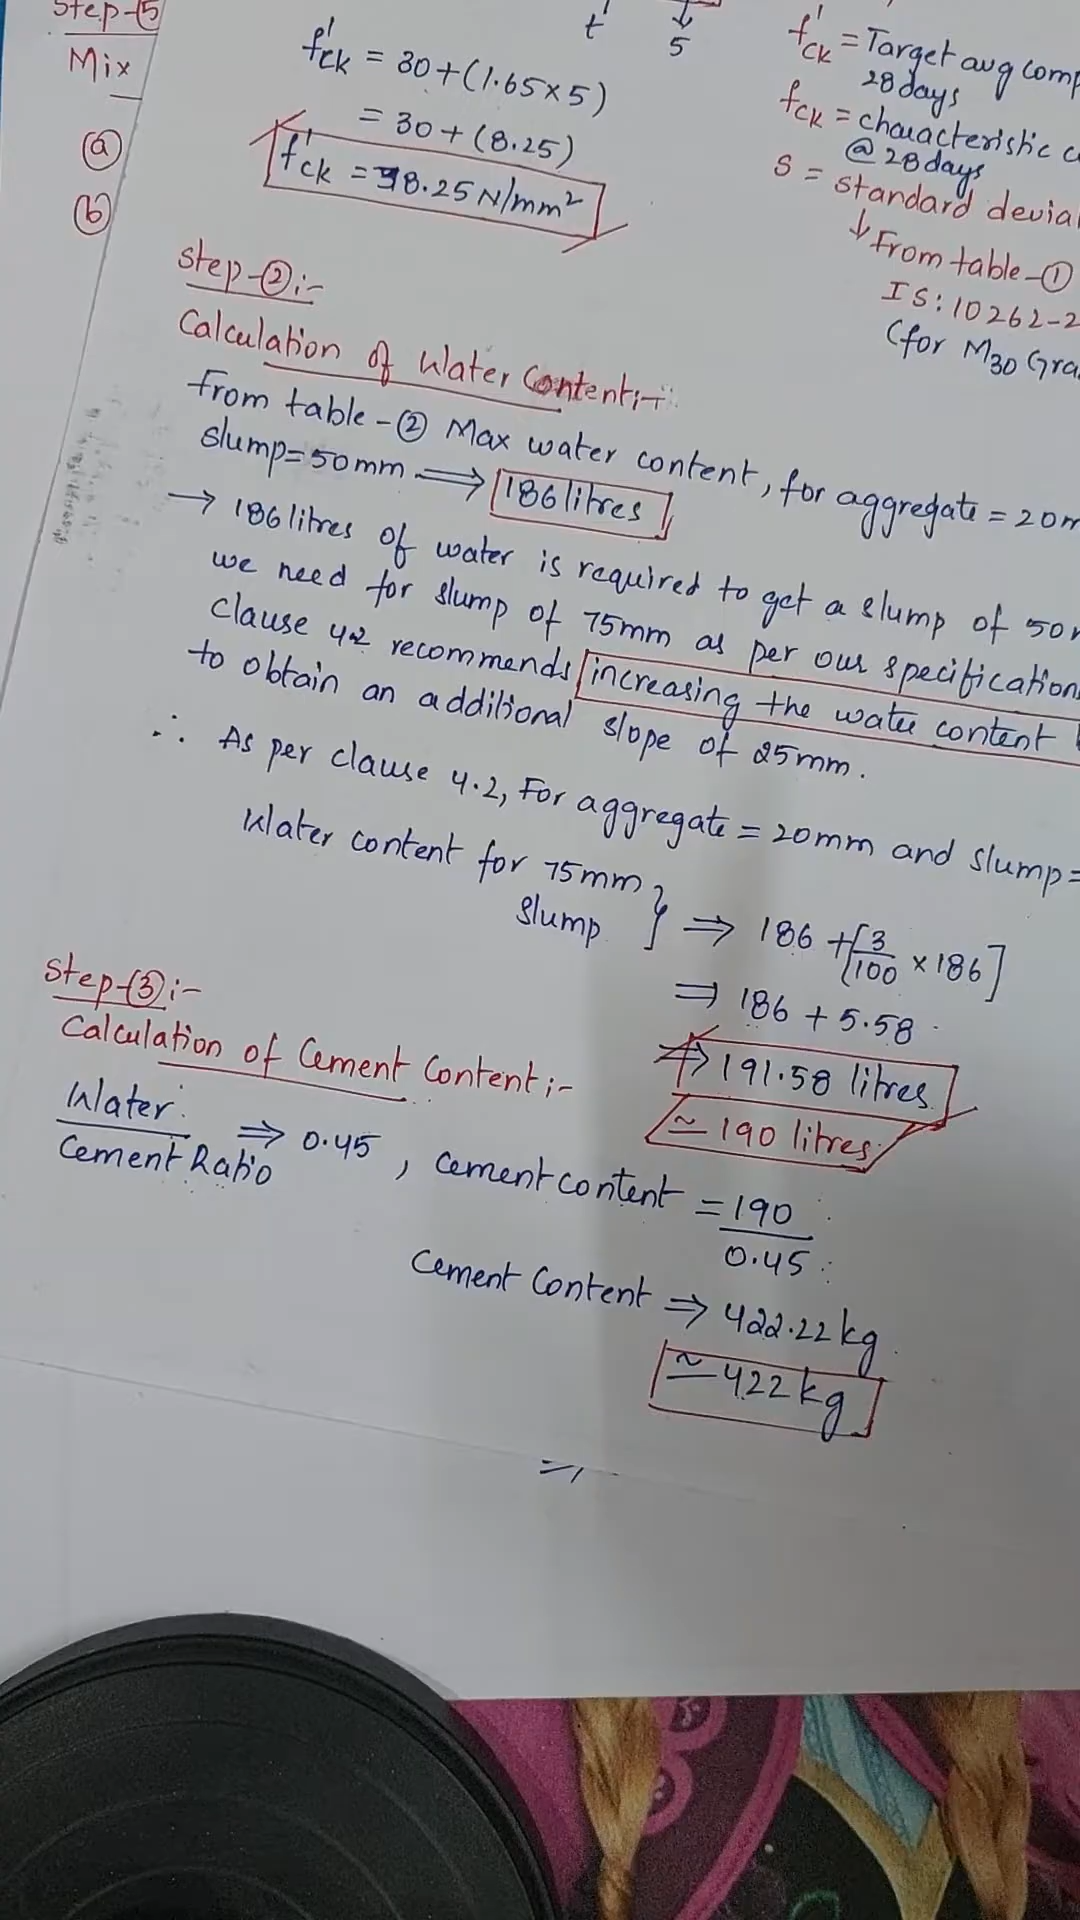 Step-⑤
Mix
ⓐ
ⓑ
t 5
f'ck = 30+(1.65×5)
= 30+(8.25)
f'ck = 38.25 N/mm²
f'ck = Target avg comp
28 days
fck = characteristic c
@ 28 days
S = standard devia
↓ From table-①
IS: 10262-2
(for M30 Gra
Step-②:-
Calculation of Water Content:-
from table-② Max water content, for aggregate = 20m
slump=50mm ⟹ 186 litres
→ 186 litres of water is required to get a slump of 50
we need for slump of 75mm as per our specification
clause 4.2 recommends increasing the water content
to obtain an additional slope of 25mm.
∴ As per clause 4.2, For aggregate = 20mm and slump=
Water content for 75mm
slump } ⇒ 186 + [3/100 × 186]
⇒ 186 + 5.58
⇒ 191.58 litres
≃ 190 litres
Step-③:-
Calculation of Cement Content:-
Water
Cement Ratio ⇒ 0.45, cement content = 190
0.45
Cement Content ⇒ 422.22 kg
≃ 422 kg